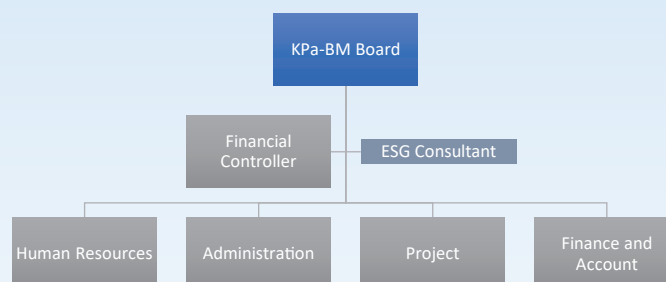 KPa-BM Board
Financial
Controller
ESG Consultant
Human Resources
Administration
Project
Finance and
Account